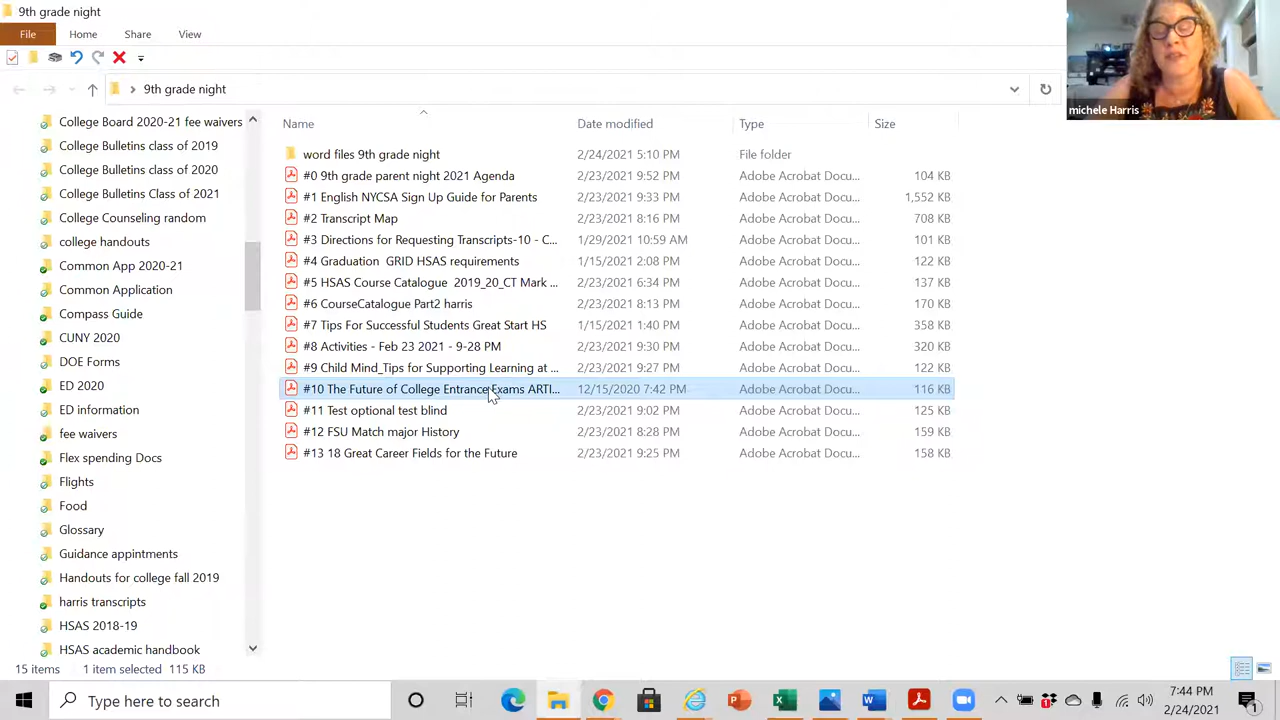 9th grade night
File Home Share View
9th grade night
michele Harris
Name Date modified Type Size
College Board 2020-21 fee waivers
College Bulletins class of 2019
College Bulletins class of 2020
College Bulletins Class of 2021
College Counseling random
college handouts
Common App 2020-21
Common Application
Compass Guide
CUNY 2020
DOE Forms
ED 2020
ED information
fee waivers
Flex spending Docs
Flights
Food
Glossary
Guidance appintments
Handouts for college fall 2019
harris transcripts
HSAS 2018-19
HSAS academic handbook
word files 9th grade night 2/24/2021 5:10 PM File folder
#0 9th grade parent night 2021 Agenda 2/23/2021 9:52 PM Adobe Acrobat Docu... 104 KB
#1 English NYCSA Sign Up Guide for Parents 2/23/2021 9:33 PM Adobe Acrobat Docu... 1,552 KB
#2 Transcript Map 2/23/2021 8:16 PM Adobe Acrobat Docu... 708 KB
#3 Directions for Requesting Transcripts-10 - C... 1/29/2021 10:59 AM Adobe Acrobat Docu... 101 KB
#4 Graduation GRID HSAS requirements 1/15/2021 2:08 PM Adobe Acrobat Docu... 122 KB
#5 HSAS Course Catalogue 2019_20_CT Mark ... 2/23/2021 6:34 PM Adobe Acrobat Docu... 137 KB
#6 CourseCatalogue Part2 harris 2/23/2021 8:13 PM Adobe Acrobat Docu... 170 KB
#7 Tips For Successful Students Great Start HS 1/15/2021 1:40 PM Adobe Acrobat Docu... 358 KB
#8 Activities - Feb 23 2021 - 9-28 PM 2/23/2021 9:30 PM Adobe Acrobat Docu... 320 KB
#9 Child Mind_Tips for Supporting Learning at ... 2/23/2021 9:27 PM Adobe Acrobat Docu... 122 KB
#10 The Future of College Entrance Exams ARTI... 12/15/2020 7:42 PM Adobe Acrobat Docu... 116 KB
#11 Test optional test blind 2/23/2021 9:02 PM Adobe Acrobat Docu... 125 KB
#12 FSU Match major History 2/23/2021 8:28 PM Adobe Acrobat Docu... 159 KB
#13 18 Great Career Fields for the Future 2/23/2021 9:25 PM Adobe Acrobat Docu... 158 KB
15 items 1 item selected 115 KB
Type here to search
7:44 PM
2/24/2021